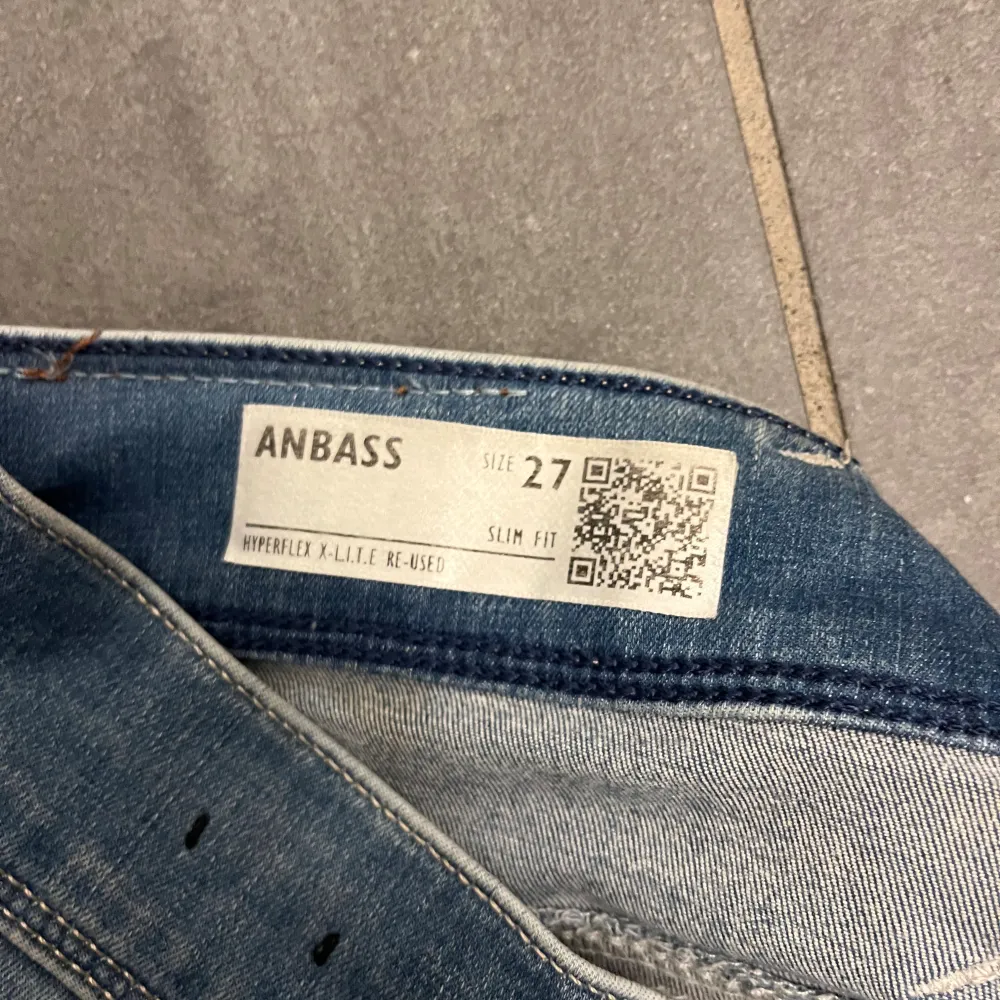 ANBASS
SIZE 27
SLIM FIT
HYPERFLEX X-L.I.T.E RE-USED